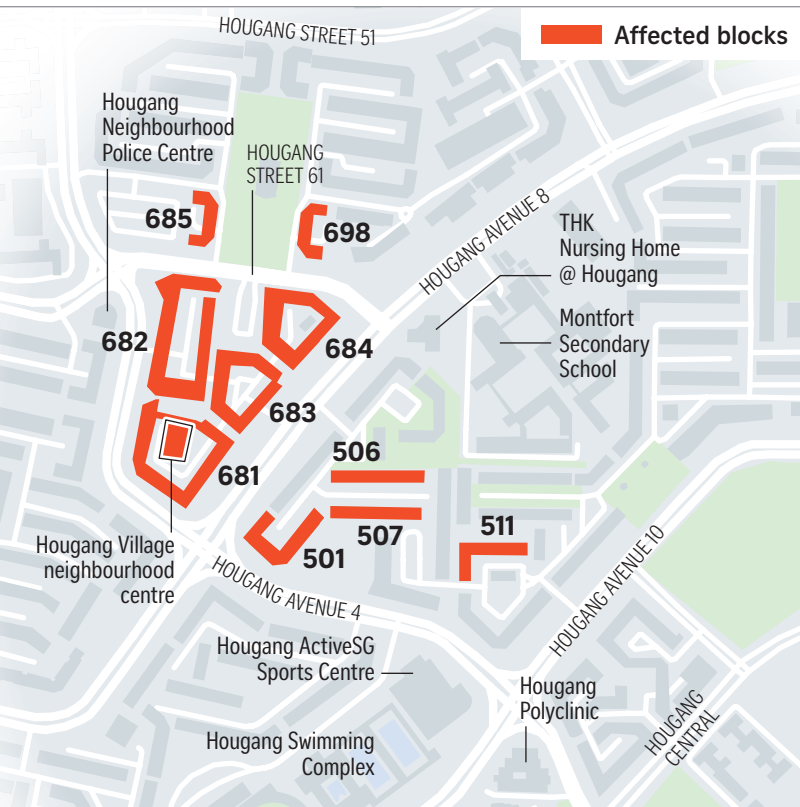 HOUGANG STREET 51
Affected blocks
Hougang
Neighbourhood
Police Centre
HOUGANG
STREET 61
685
698
HOUGANG AVENUE 8
THK
Nursing Home
@ Hougang
Montfort
Secondary
School
682
684
683
681
506
507
501
511
Hougang Village
neighbourhood
centre
HOUGANG AVENUE 4
HOUGANG AVENUE 10
Hougang ActiveSG
Sports Centre
Hougang
Polyclinic
HOUGANG
CENTRAL
Hougang Swimming
Complex